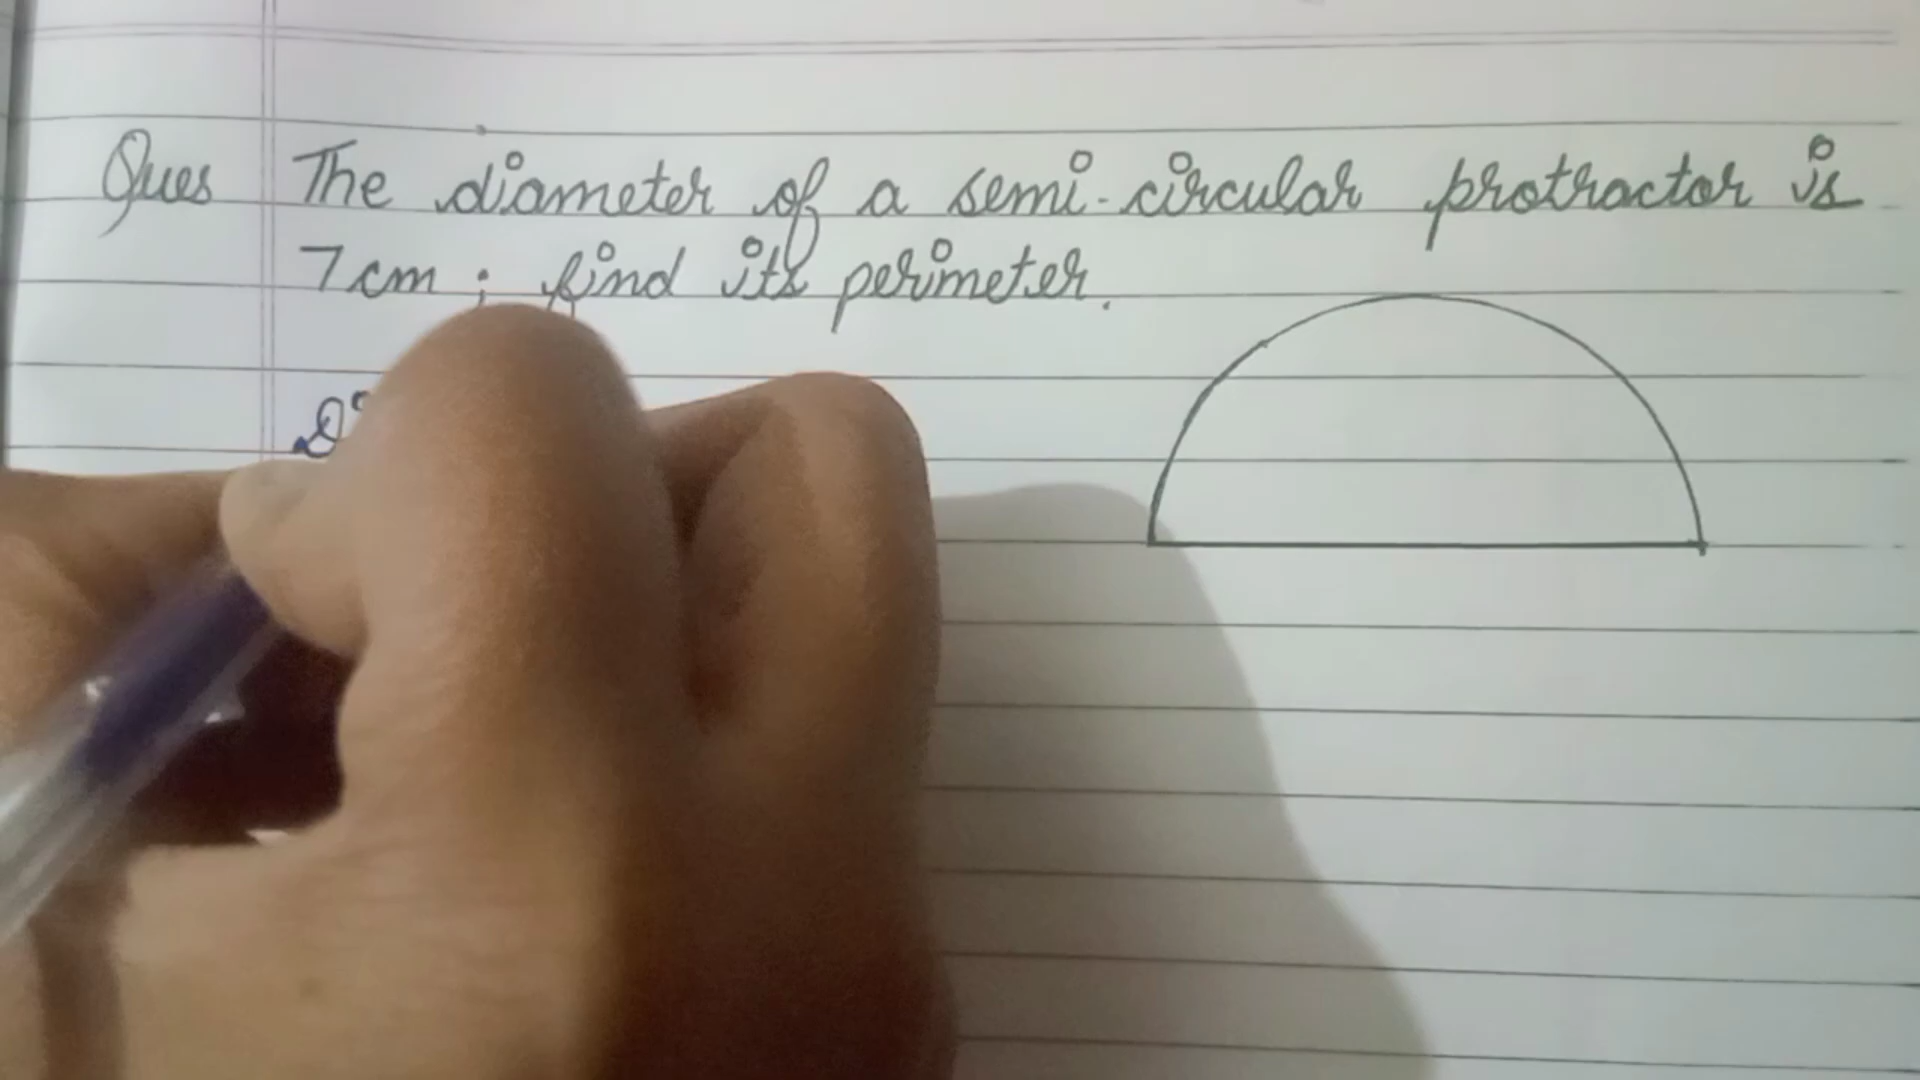 Ques The diameter of a semi-circular protractor is
7 cm ; find its perimeter.